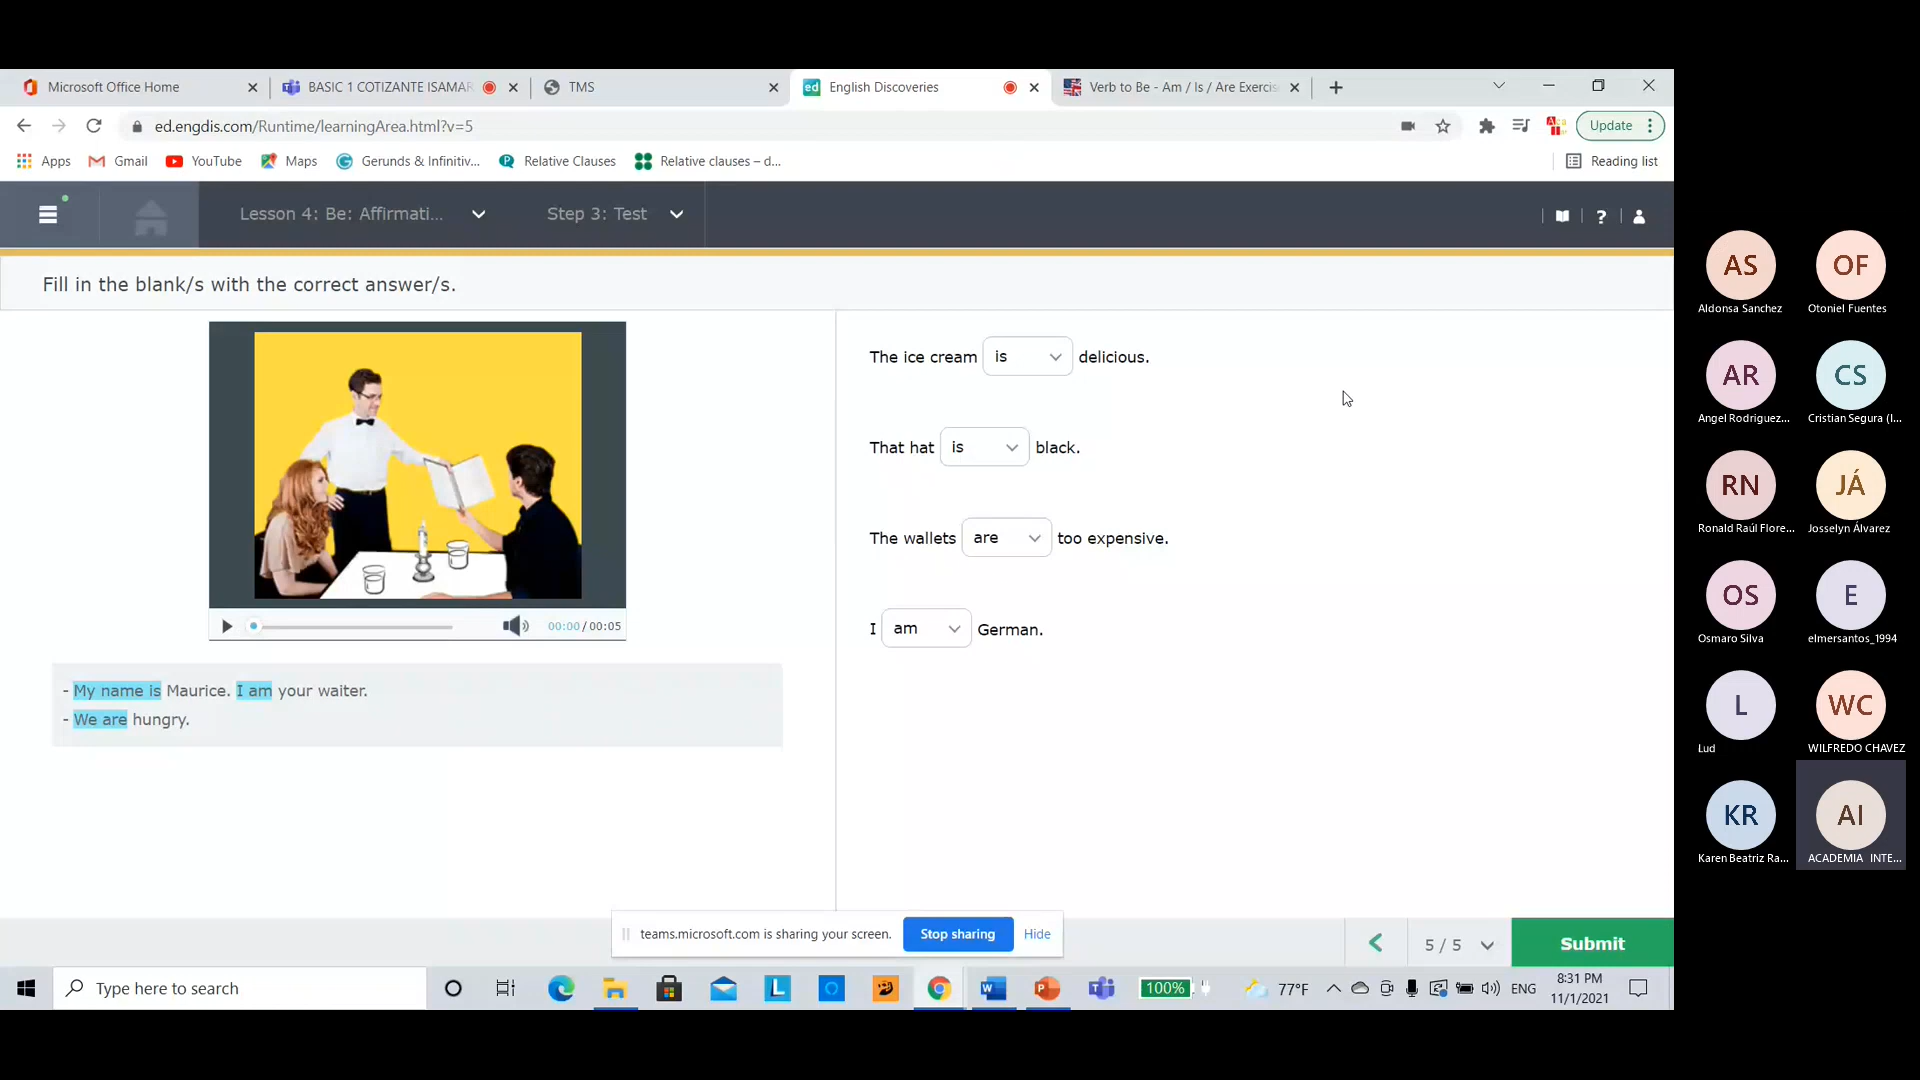 Microsoft Office Home
BASIC 1 COTIZANTE ISAMAR
TMS
English Discoveries
Verb to Be - Am / Is / Are Exercis
ed.engdis.com/Runtime/learningArea.html?v=5
Update
Apps
Gmail
YouTube
Maps
Gerunds & Infinitiv...
Relative Clauses
Relative clauses – d...
Reading list
Lesson 4: Be: Affirmati...
Step 3: Test
?
Fill in the blank/s with the correct answer/s.
The ice cream is delicious.
That hat is black.
The wallets are too expensive.
I am German.
00:00 / 00:05
- My name is Maurice. I am your waiter.
- We are hungry.
teams.microsoft.com is sharing your screen.
Stop sharing
Hide
5 / 5
Submit
Type here to search
100%
77°F
ENG
8:31 PM
11/1/2021
AS
Aldonsa Sanchez
OF
Otoniel Fuentes
AR
Angel Rodriguez...
CS
Cristian Segura (I...
RN
Ronald Raúl Flore...
JÁ
Josselyn Álvarez
OS
Osmaro Silva
E
elmersantos_1994
L
Lud
WC
WILFREDO CHAVEZ
KR
Karen Beatriz Ra...
AI
ACADEMIA INTE...